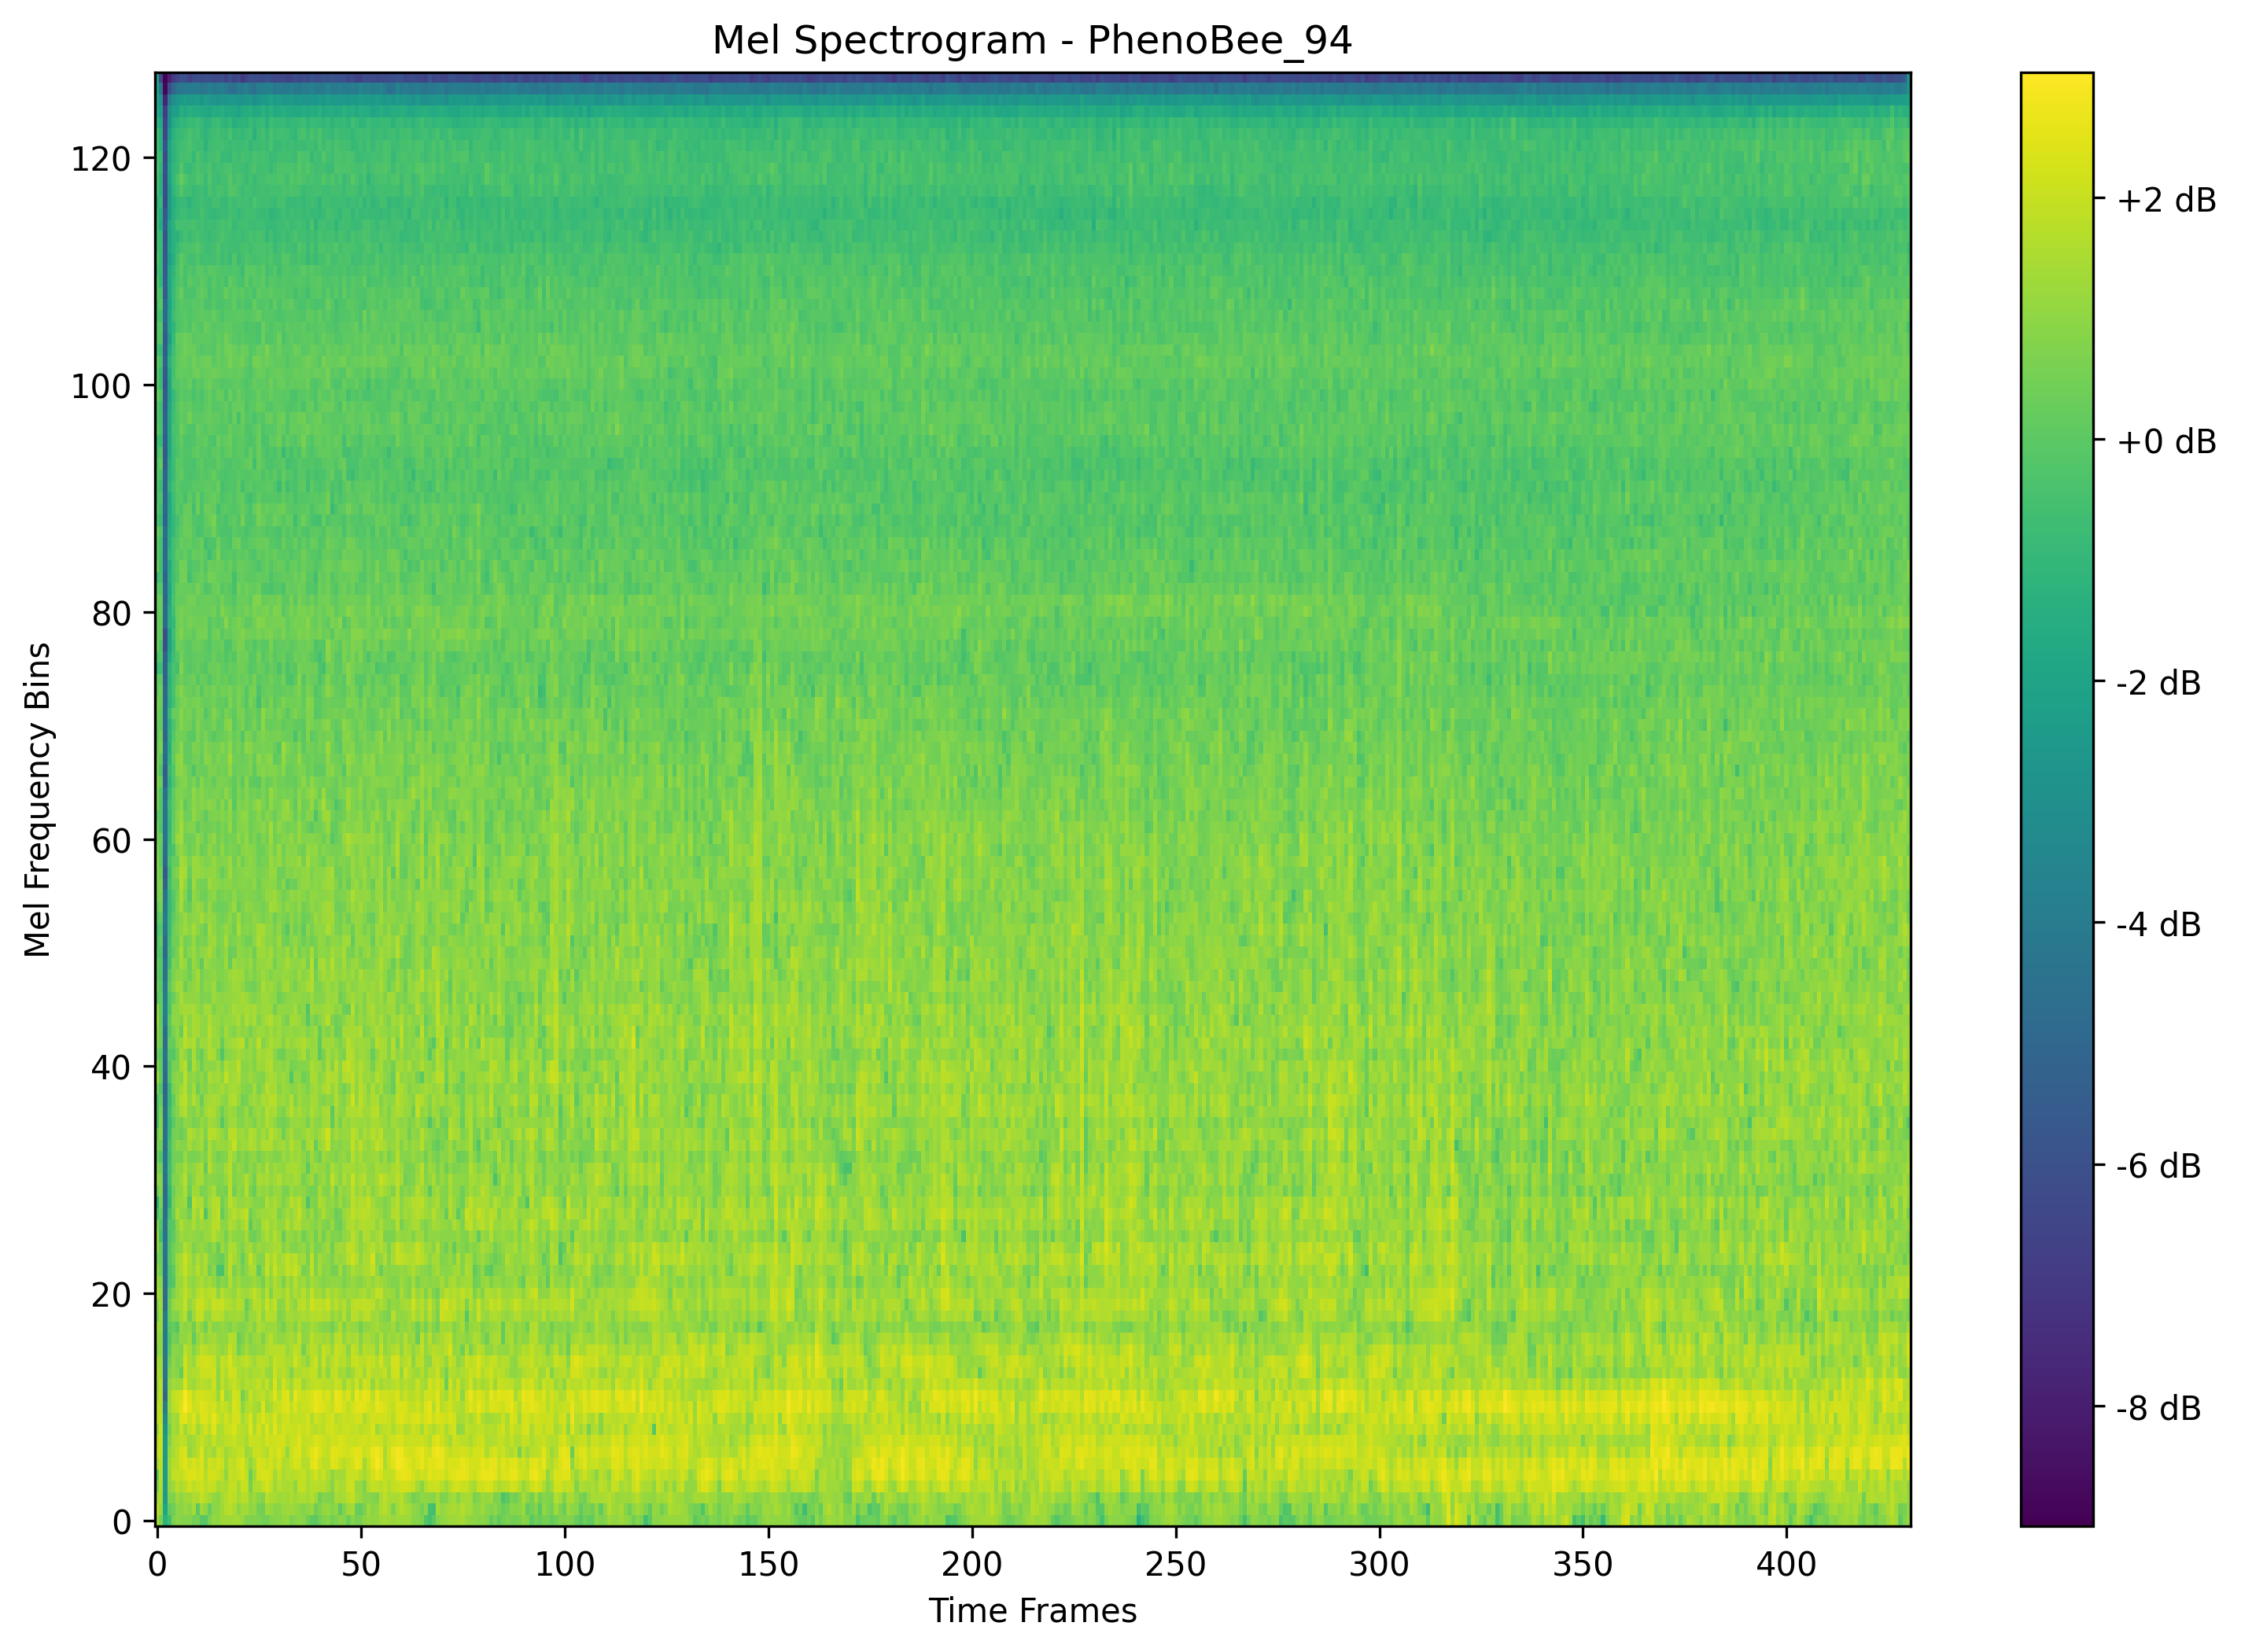 Mel Spectrogram - PhenoBee_94
Mel Frequency Bins
120
100
80
60
40
20
0
0 50 100 150 200 250 300 350 400
Time Frames
+2 dB
+0 dB
-2 dB
-4 dB
-6 dB
-8 dB